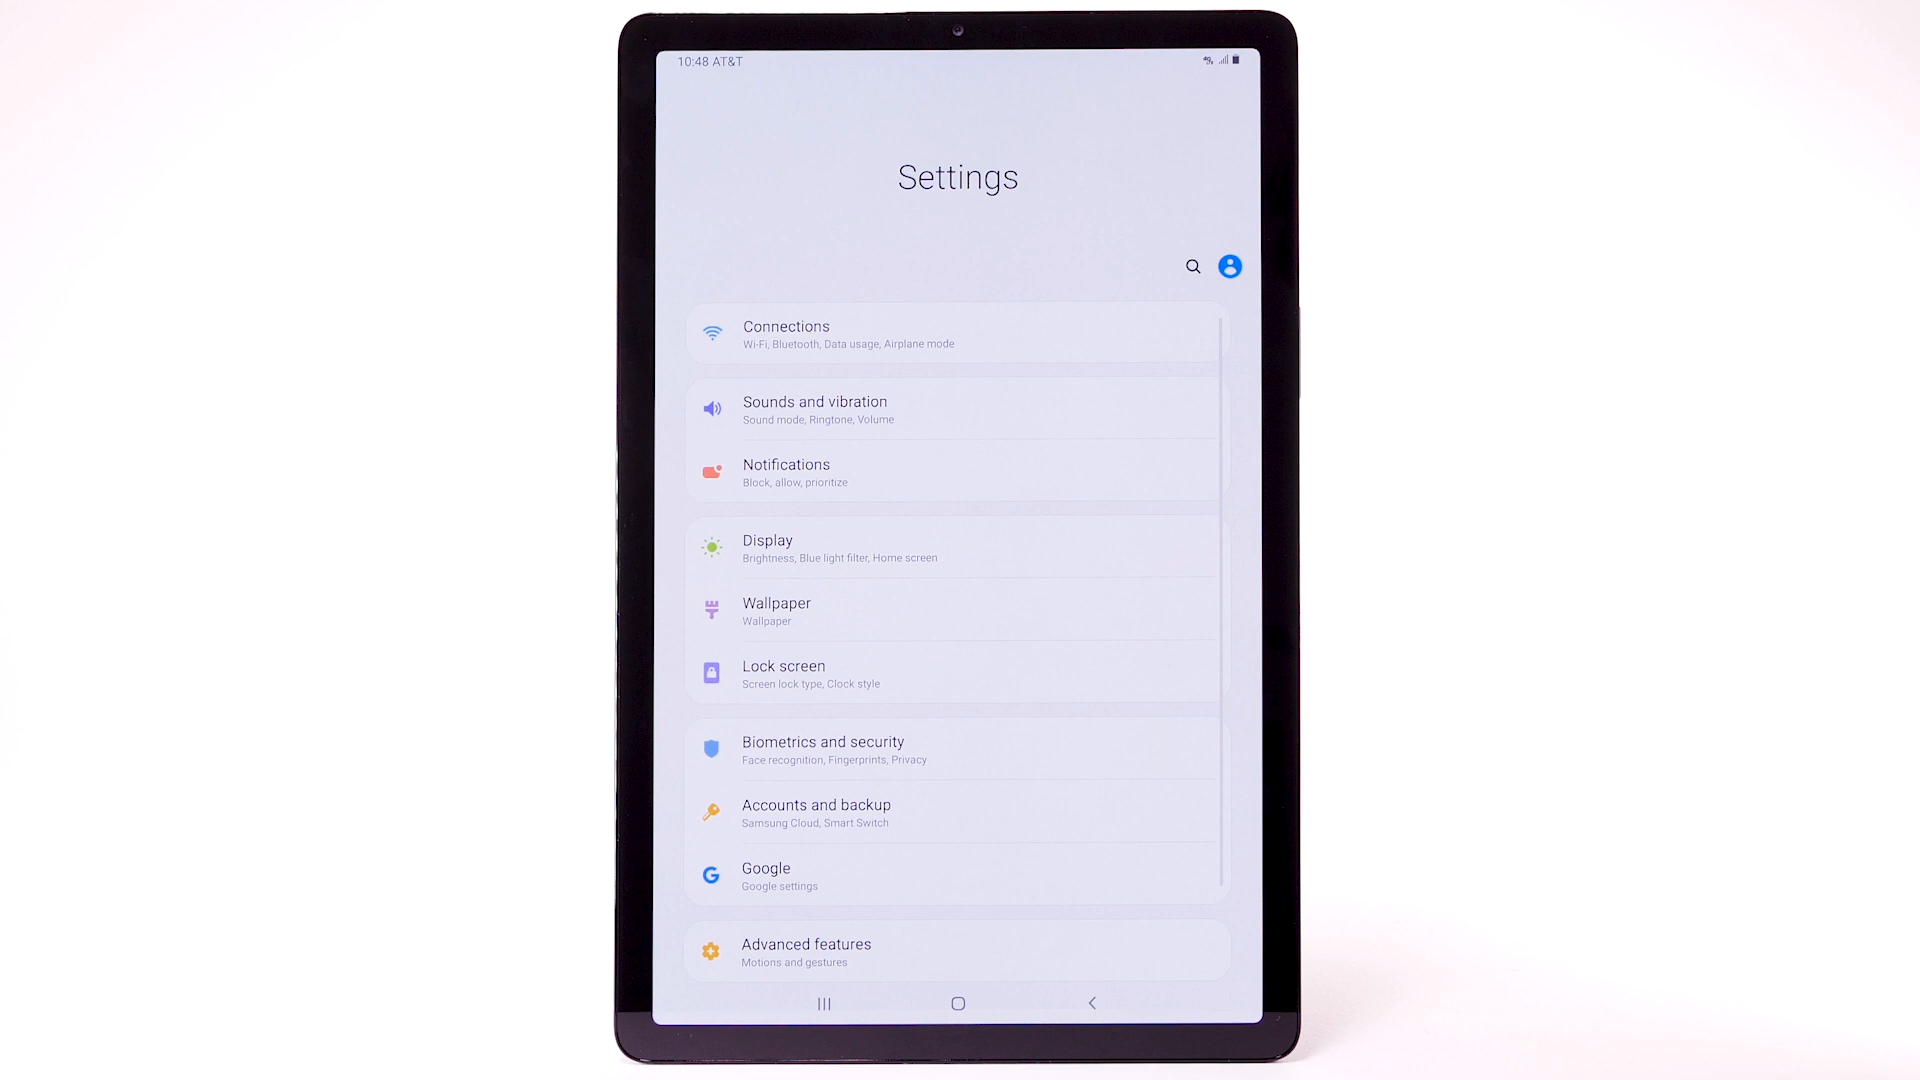 10:48 AT&T
Settings
Connections
Wi-Fi, Bluetooth, Data usage, Airplane mode
Sounds and vibration
Sound mode, Ringtone, Volume
Notifications
Block, allow, prioritize
Display
Brightness, Blue light filter, Home screen
Wallpaper
Wallpaper
Lock screen
Screen lock type, Clock style
Biometrics and security
Face recognition, Fingerprints, Privacy
Accounts and backup
Samsung Cloud, Smart Switch
Google
Google settings
Advanced features
Motions and gestures